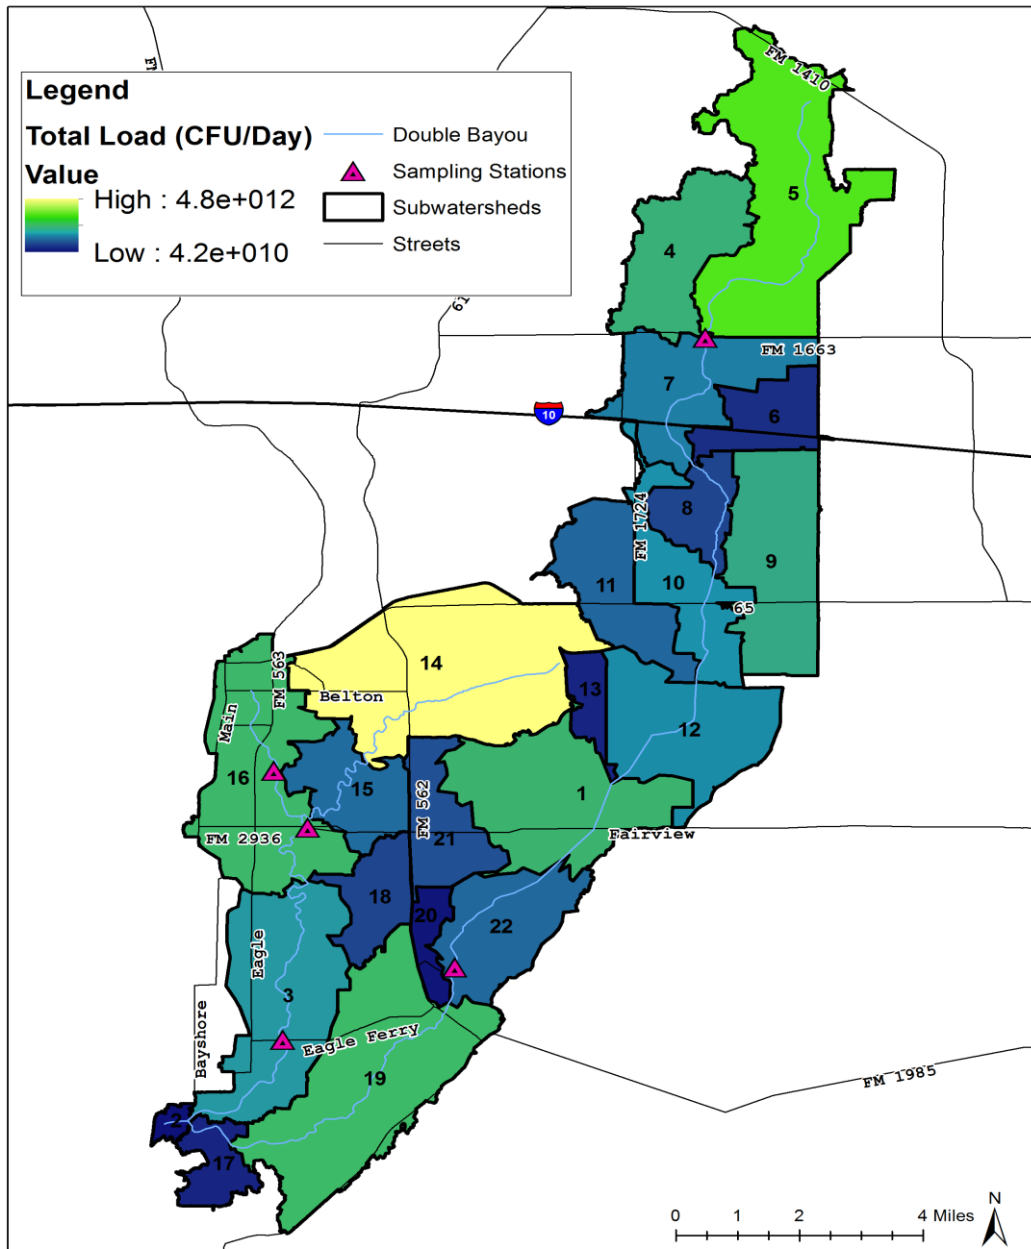 FM 1410
Legend
Total Load (CFU/Day)
Value
High : 4.8e+012
Low : 4.2e+010
Double Bayou
Sampling Stations
Subwatersheds
Streets
5
4
FM 1663
7
10
6
8
FM 1724
9
11
10
65
14
13
FM 563
Belton
Main
12
16
15
1
FM 562
FM 2936
Fairview
21
18
20
22
Eagle
3
Bayshore
Eagle Ferry
19
FM 1985
2
17
N
0 1 2 4 Miles